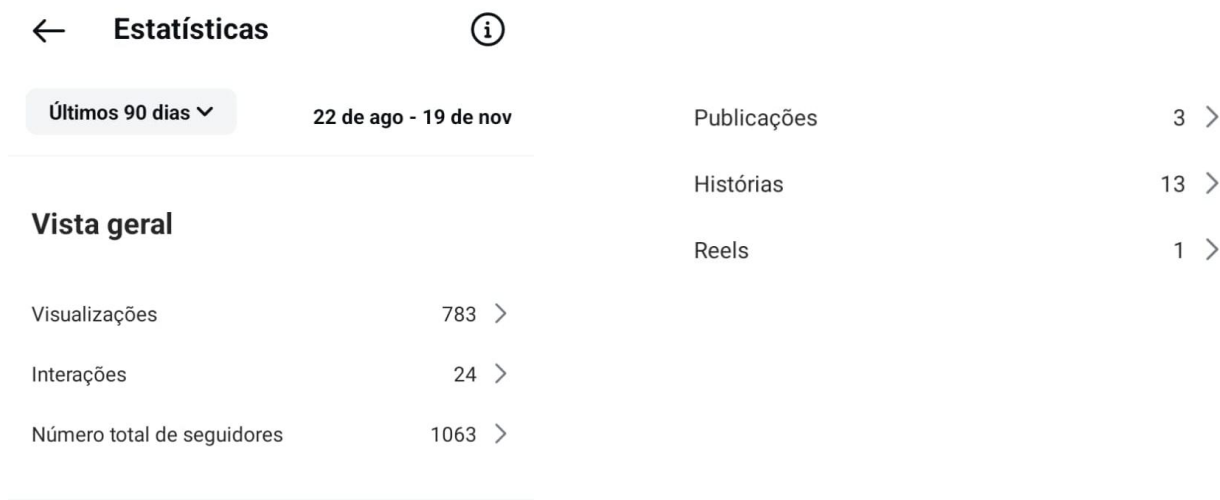 Estatísticas
Últimos 90 dias
22 de ago - 19 de nov
Vista geral
Visualizações 783
Interações 24
Número total de seguidores 1063
Publicações 3
Histórias 13
Reels 1